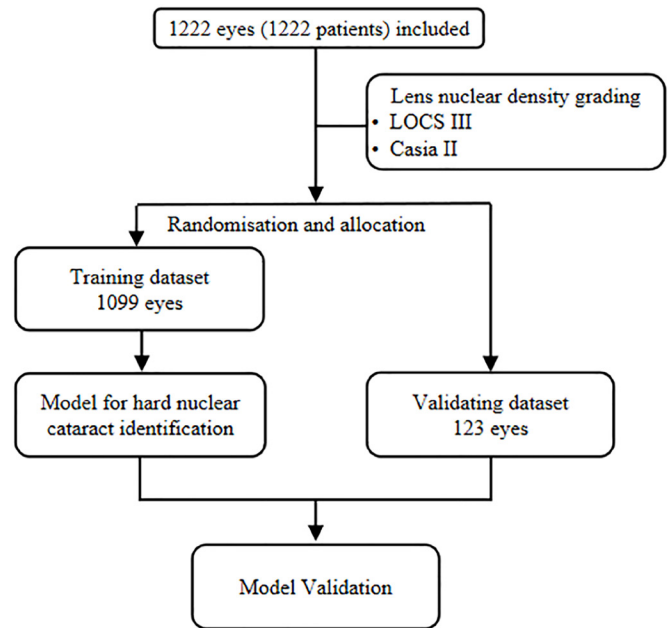 1222 eyes (1222 patients) included
Lens nuclear density grading
• LOCS III
• Casia II
Randomisation and allocation
Training dataset
1099 eyes
Model for hard nuclear
cataract identification
Validating dataset
123 eyes
Model Validation